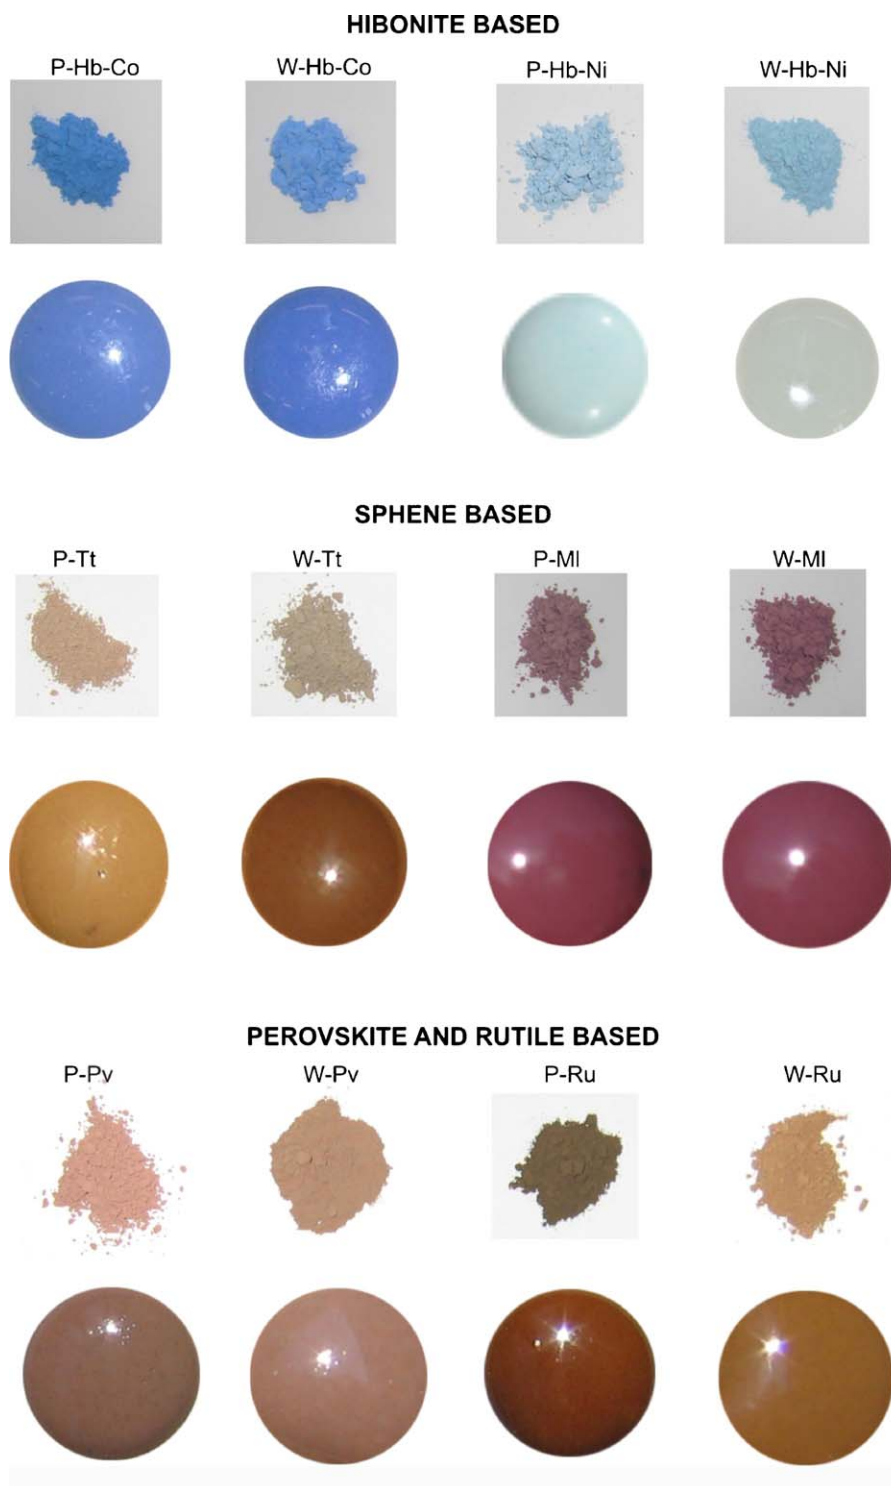 HIBONITE BASED
P-Hb-Co W-Hb-Co P-Hb-Ni W-Hb-Ni
SPHENE BASED
P-Tt W-Tt P-Ml W-Ml
PEROVSKITE AND RUTILE BASED
P-Pv W-Pv P-Ru W-Ru